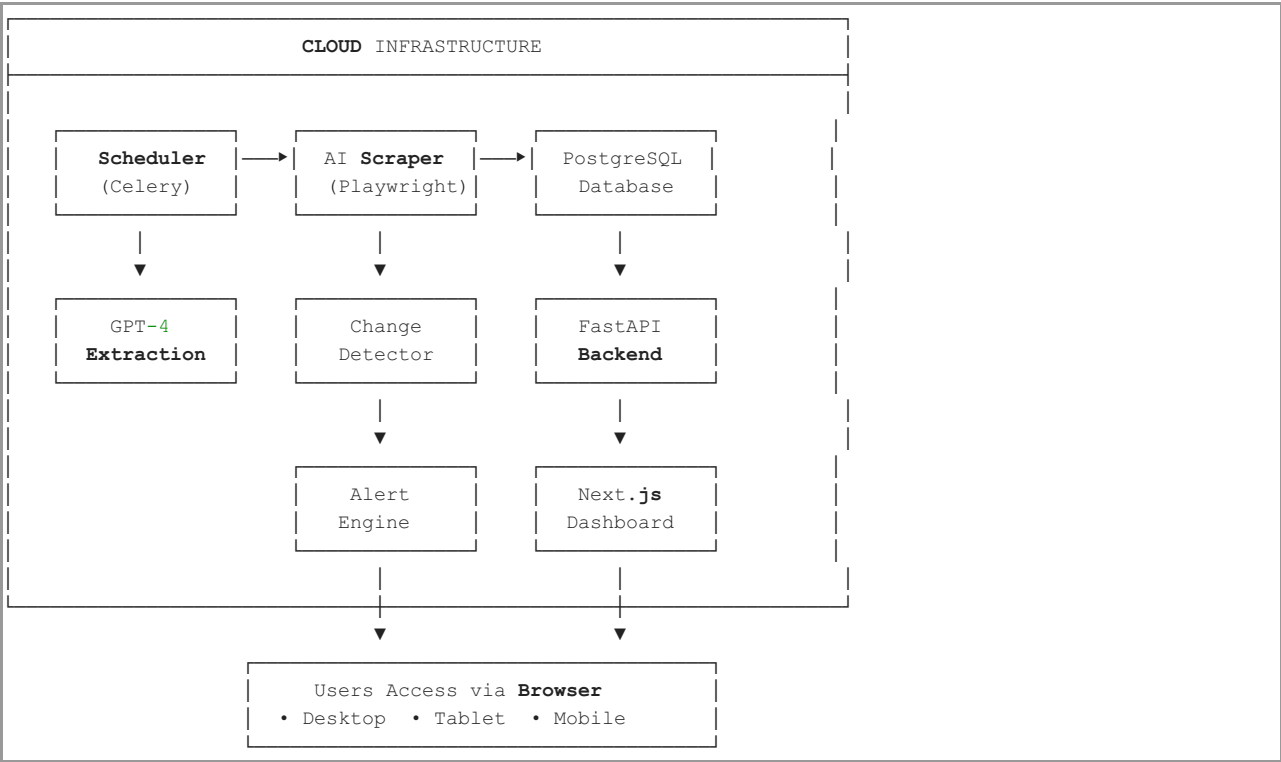 CLOUD INFRASTRUCTURE
Scheduler AI Scraper PostgreSQL
(Celery) (Playwright) Database
GPT-4 Change FastAPI
Extraction Detector Backend
Alert Next.js
Engine Dashboard
Users Access via Browser
• Desktop • Tablet • Mobile